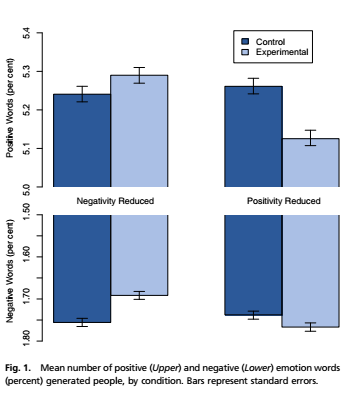 5.4
5.3
5.2
5.1
5.0
Positive Words (per cent)
Control
Experimental
Negativity Reduced
Positivity Reduced
1.50
1.60
1.70
1.80
Negative Words (per cent)
Fig. 1. Mean number of positive (Upper) and negative (Lower) emotion words
(percent) generated people, by condition. Bars represent standard errors.